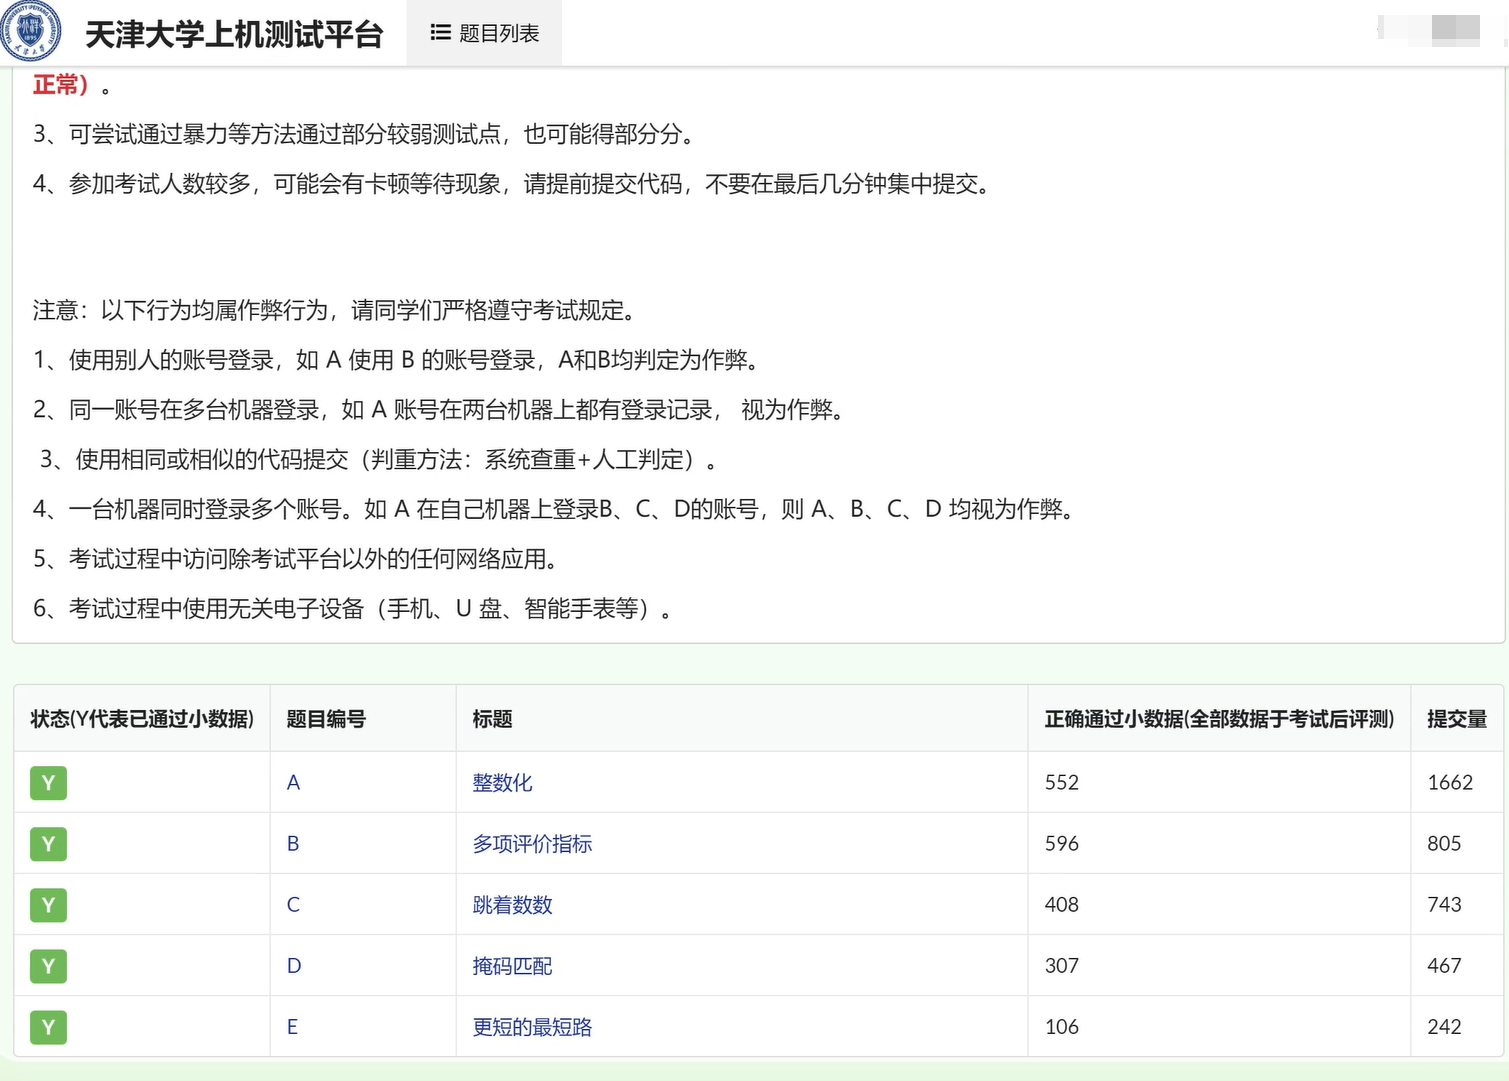 天津大学上机测试平台 题目列表
正常）。
3、可尝试通过暴力等方法通过部分较弱测试点，也可能得部分分。
4、参加考试人数较多，可能会有卡顿等待现象，请提前提交代码，不要在最后几分钟集中提交。
注意：以下行为均属作弊行为，请同学们严格遵守考试规定。
1、使用别人的账号登录，如 A 使用 B 的账号登录，A和B均判定为作弊。
2、同一账号在多台机器登录，如 A 账号在两台机器上都有登录记录， 视为作弊。
3、使用相同或相似的代码提交（判重方法：系统查重+人工判定）。
4、一台机器同时登录多个账号。如 A 在自己机器上登录B、C、D的账号，则 A、B、C、D 均视为作弊。
5、考试过程中访问除考试平台以外的任何网络应用。
6、考试过程中使用无关电子设备（手机、U 盘、智能手表等）。
状态(Y代表已通过小数据) 题目编号 标题 正确通过小数据(全部数据于考试后评测) 提交量
Y A 整数化 552 1662
Y B 多项评价指标 596 805
Y C 跳着数数 408 743
Y D 掩码匹配 307 467
Y E 更短的最短路 106 242